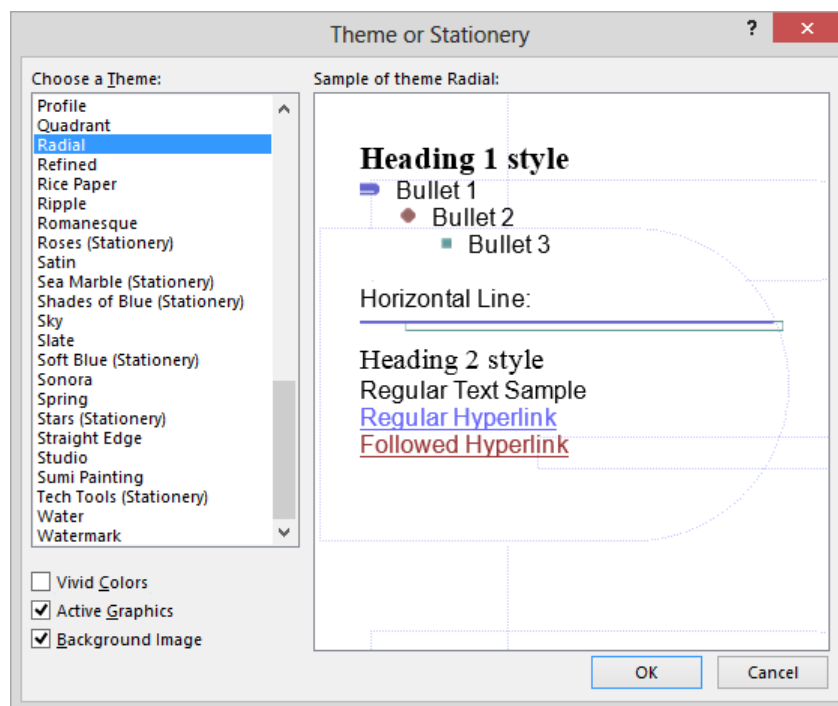 Theme or Stationery
?
Choose a Theme:
Profile
Quadrant
Radial
Refined
Rice Paper
Ripple
Romanesque
Roses (Stationery)
Satin
Sea Marble (Stationery)
Shades of Blue (Stationery)
Sky
Slate
Soft Blue (Stationery)
Sonora
Spring
Stars (Stationery)
Straight Edge
Studio
Sumi Painting
Tech Tools (Stationery)
Water
Watermark
Vivid Colors
Active Graphics
Background Image
Sample of theme Radial:
Heading 1 style
Bullet 1
Bullet 2
Bullet 3
Horizontal Line:
Heading 2 style
Regular Text Sample
Regular Hyperlink
Followed Hyperlink
OK
Cancel